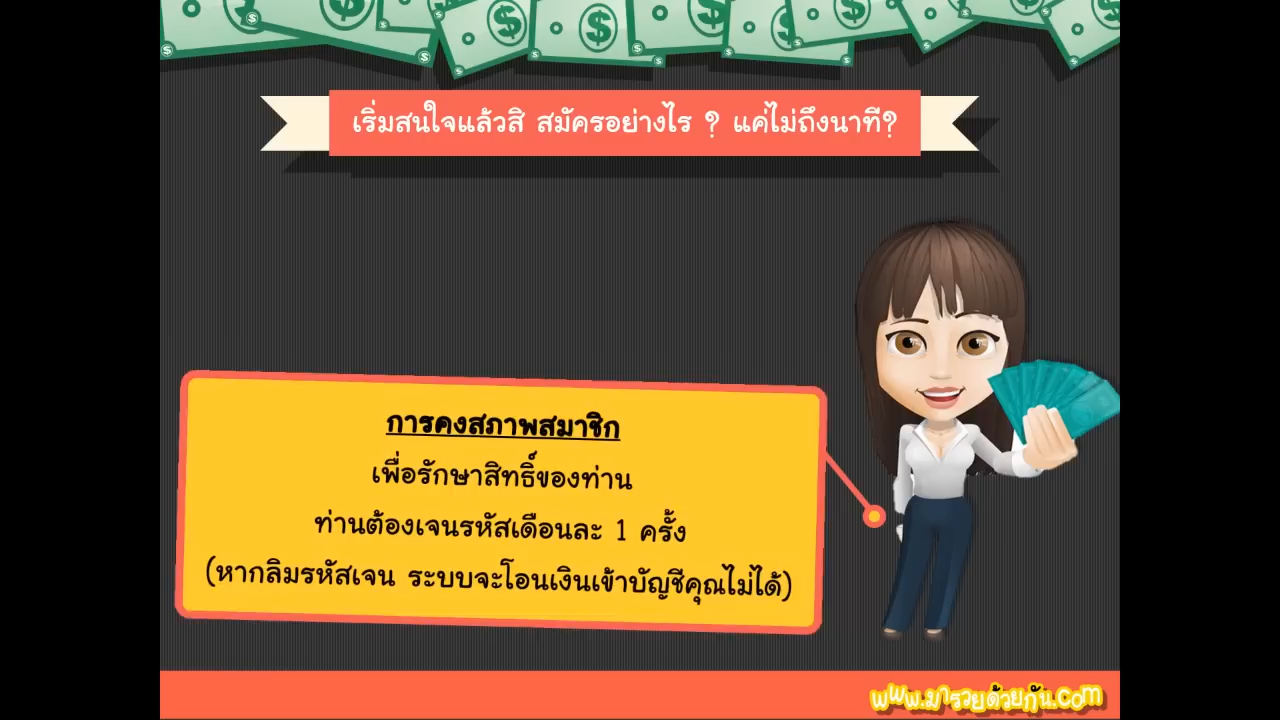 เริ่มสนใจแล้วสิ สมัครอย่างไร ? แค่ไม่ถึงนาที?
การคงสภาพสมาชิก
เพื่อรักษาสิทธิ์ของท่าน
ท่านต้องเจนรหัสเดือนละ 1 ครั้ง
(หากลิมรหัสเจน ระบบจะโอนเงินเข้าบัญชีคุณไม่ได้)
www.มารวยด้วยกัน.com